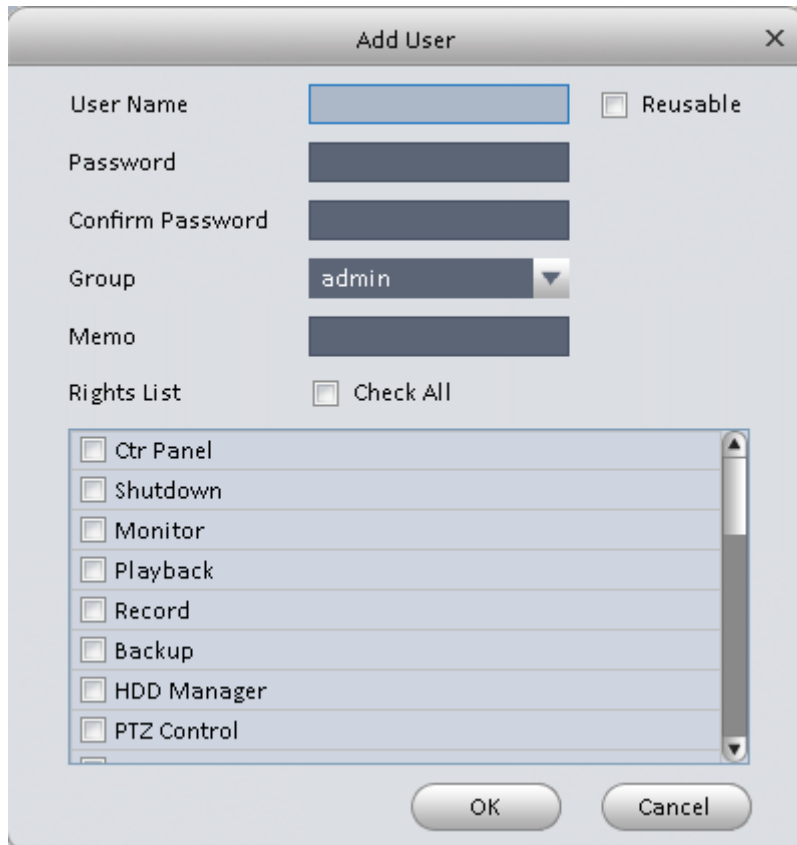 Add User
User Name
Reusable
Password
Confirm Password
Group
admin
Memo
Rights List
Check All
Ctr Panel
Shutdown
Monitor
Playback
Record
Backup
HDD Manager
PTZ Control
OK
Cancel